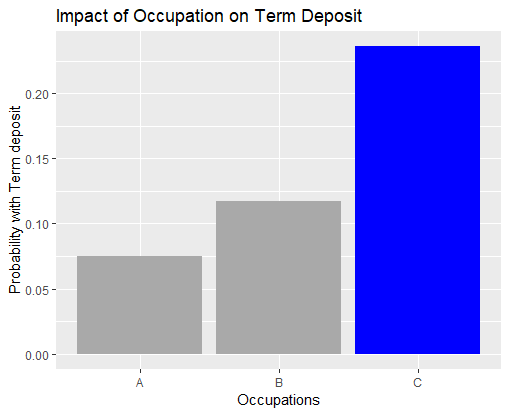 Impact of Occupation on Term Deposit
Probability with Term deposit
0.20
0.15
0.10
0.05
0.00
A B C
Occupations